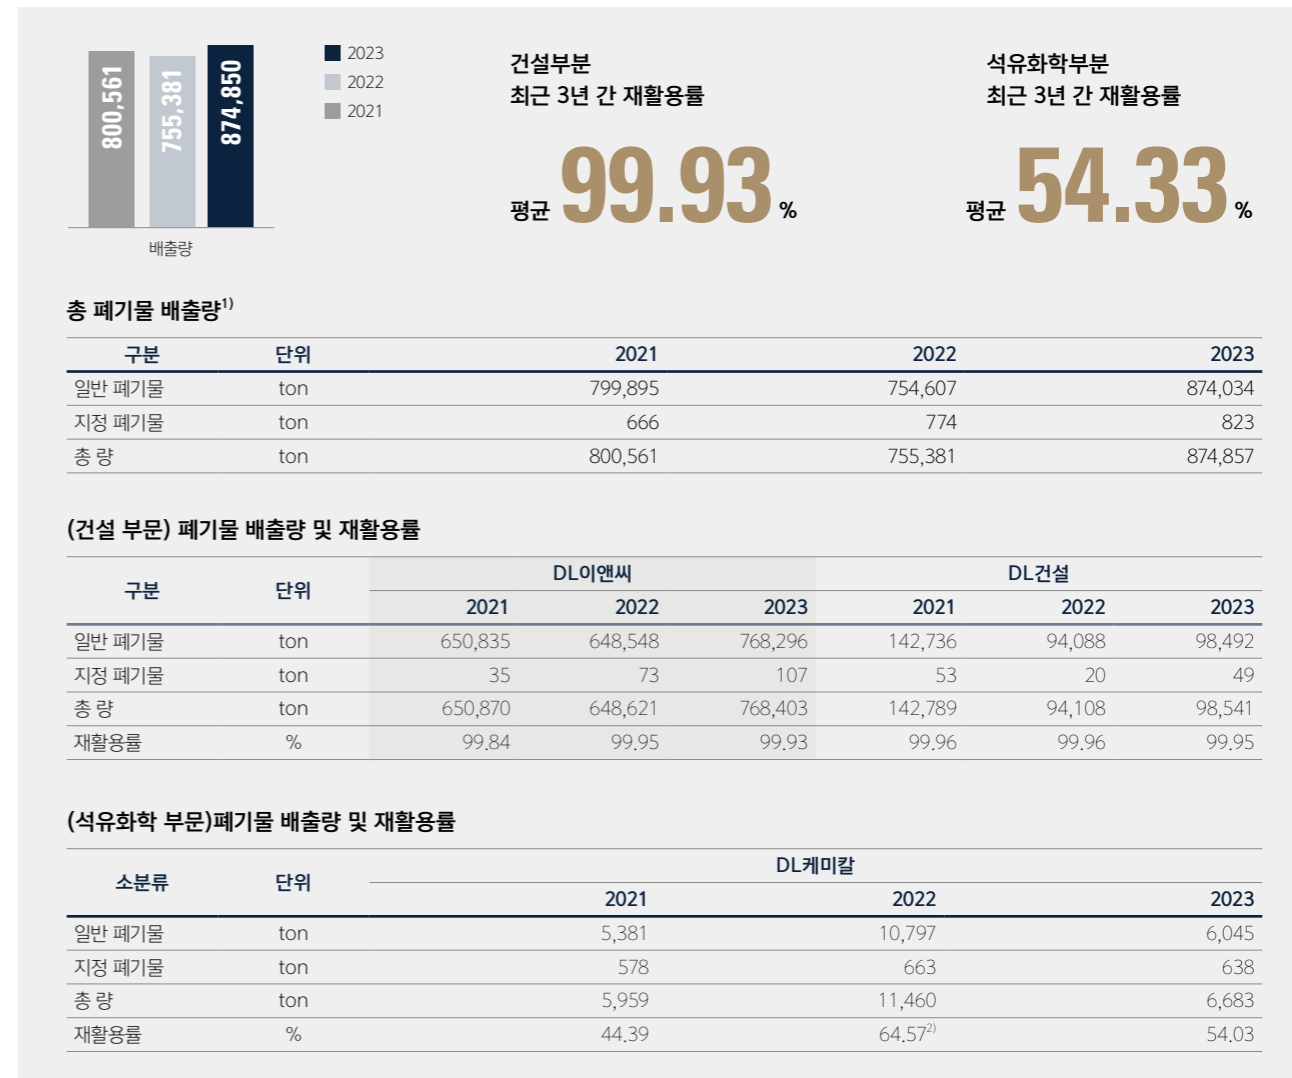 800,561
755,381
874,850
배출량
2023
2022
2021
건설부분
최근 3년 간 재활용률
평균 99.93 %
석유화학부분
최근 3년 간 재활용률
평균 54.33 %
총 폐기물 배출량1)
구분 단위 2021 2022 2023
일반 폐기물 ton 799,895 754,607 874,034
지정 폐기물 ton 666 774 823
총 량 ton 800,561 755,381 874,857
(건설 부문) 폐기물 배출량 및 재활용률
구분 단위 DL이앤씨 DL건설
2021 2022 2023 2021 2022 2023
일반 폐기물 ton 650,835 648,548 768,296 142,736 94,088 98,492
지정 폐기물 ton 35 73 107 53 20 49
총 량 ton 650,870 648,621 768,403 142,789 94,108 98,541
재활용률 % 99.84 99.95 99.93 99.96 99.96 99.95
(석유화학 부문)폐기물 배출량 및 재활용률
소분류 단위 DL케미칼
2021 2022 2023
일반 폐기물 ton 5,381 10,797 6,045
지정 폐기물 ton 578 663 638
총 량 ton 5,959 11,460 6,683
재활용률 % 44.39 64.572) 54.03